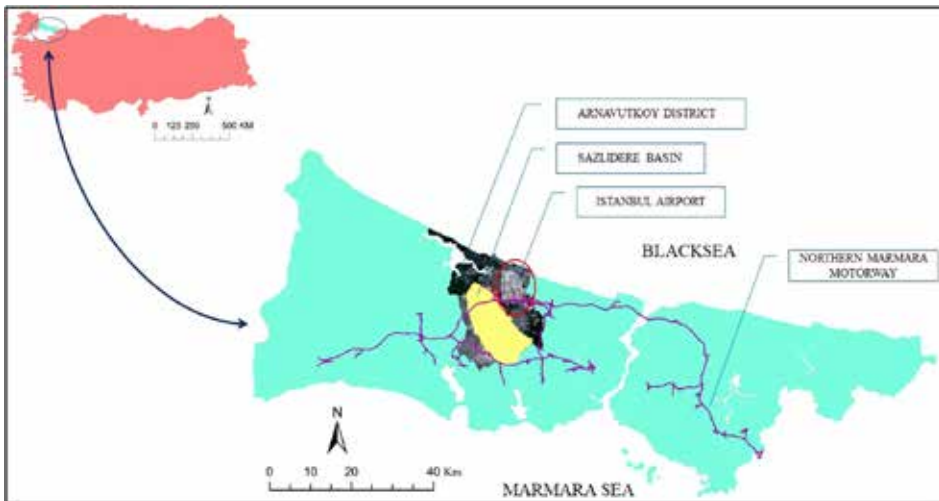 N
0 125 250 500 KM
ARNAVUTKOY DISTRICT
SAZLIDERE BASIN
ISTANBUL AIRPORT
BLACKSEA
NORTHERN MARMARA
MOTORWAY
N
0 10 20 40 Km
MARMARA SEA